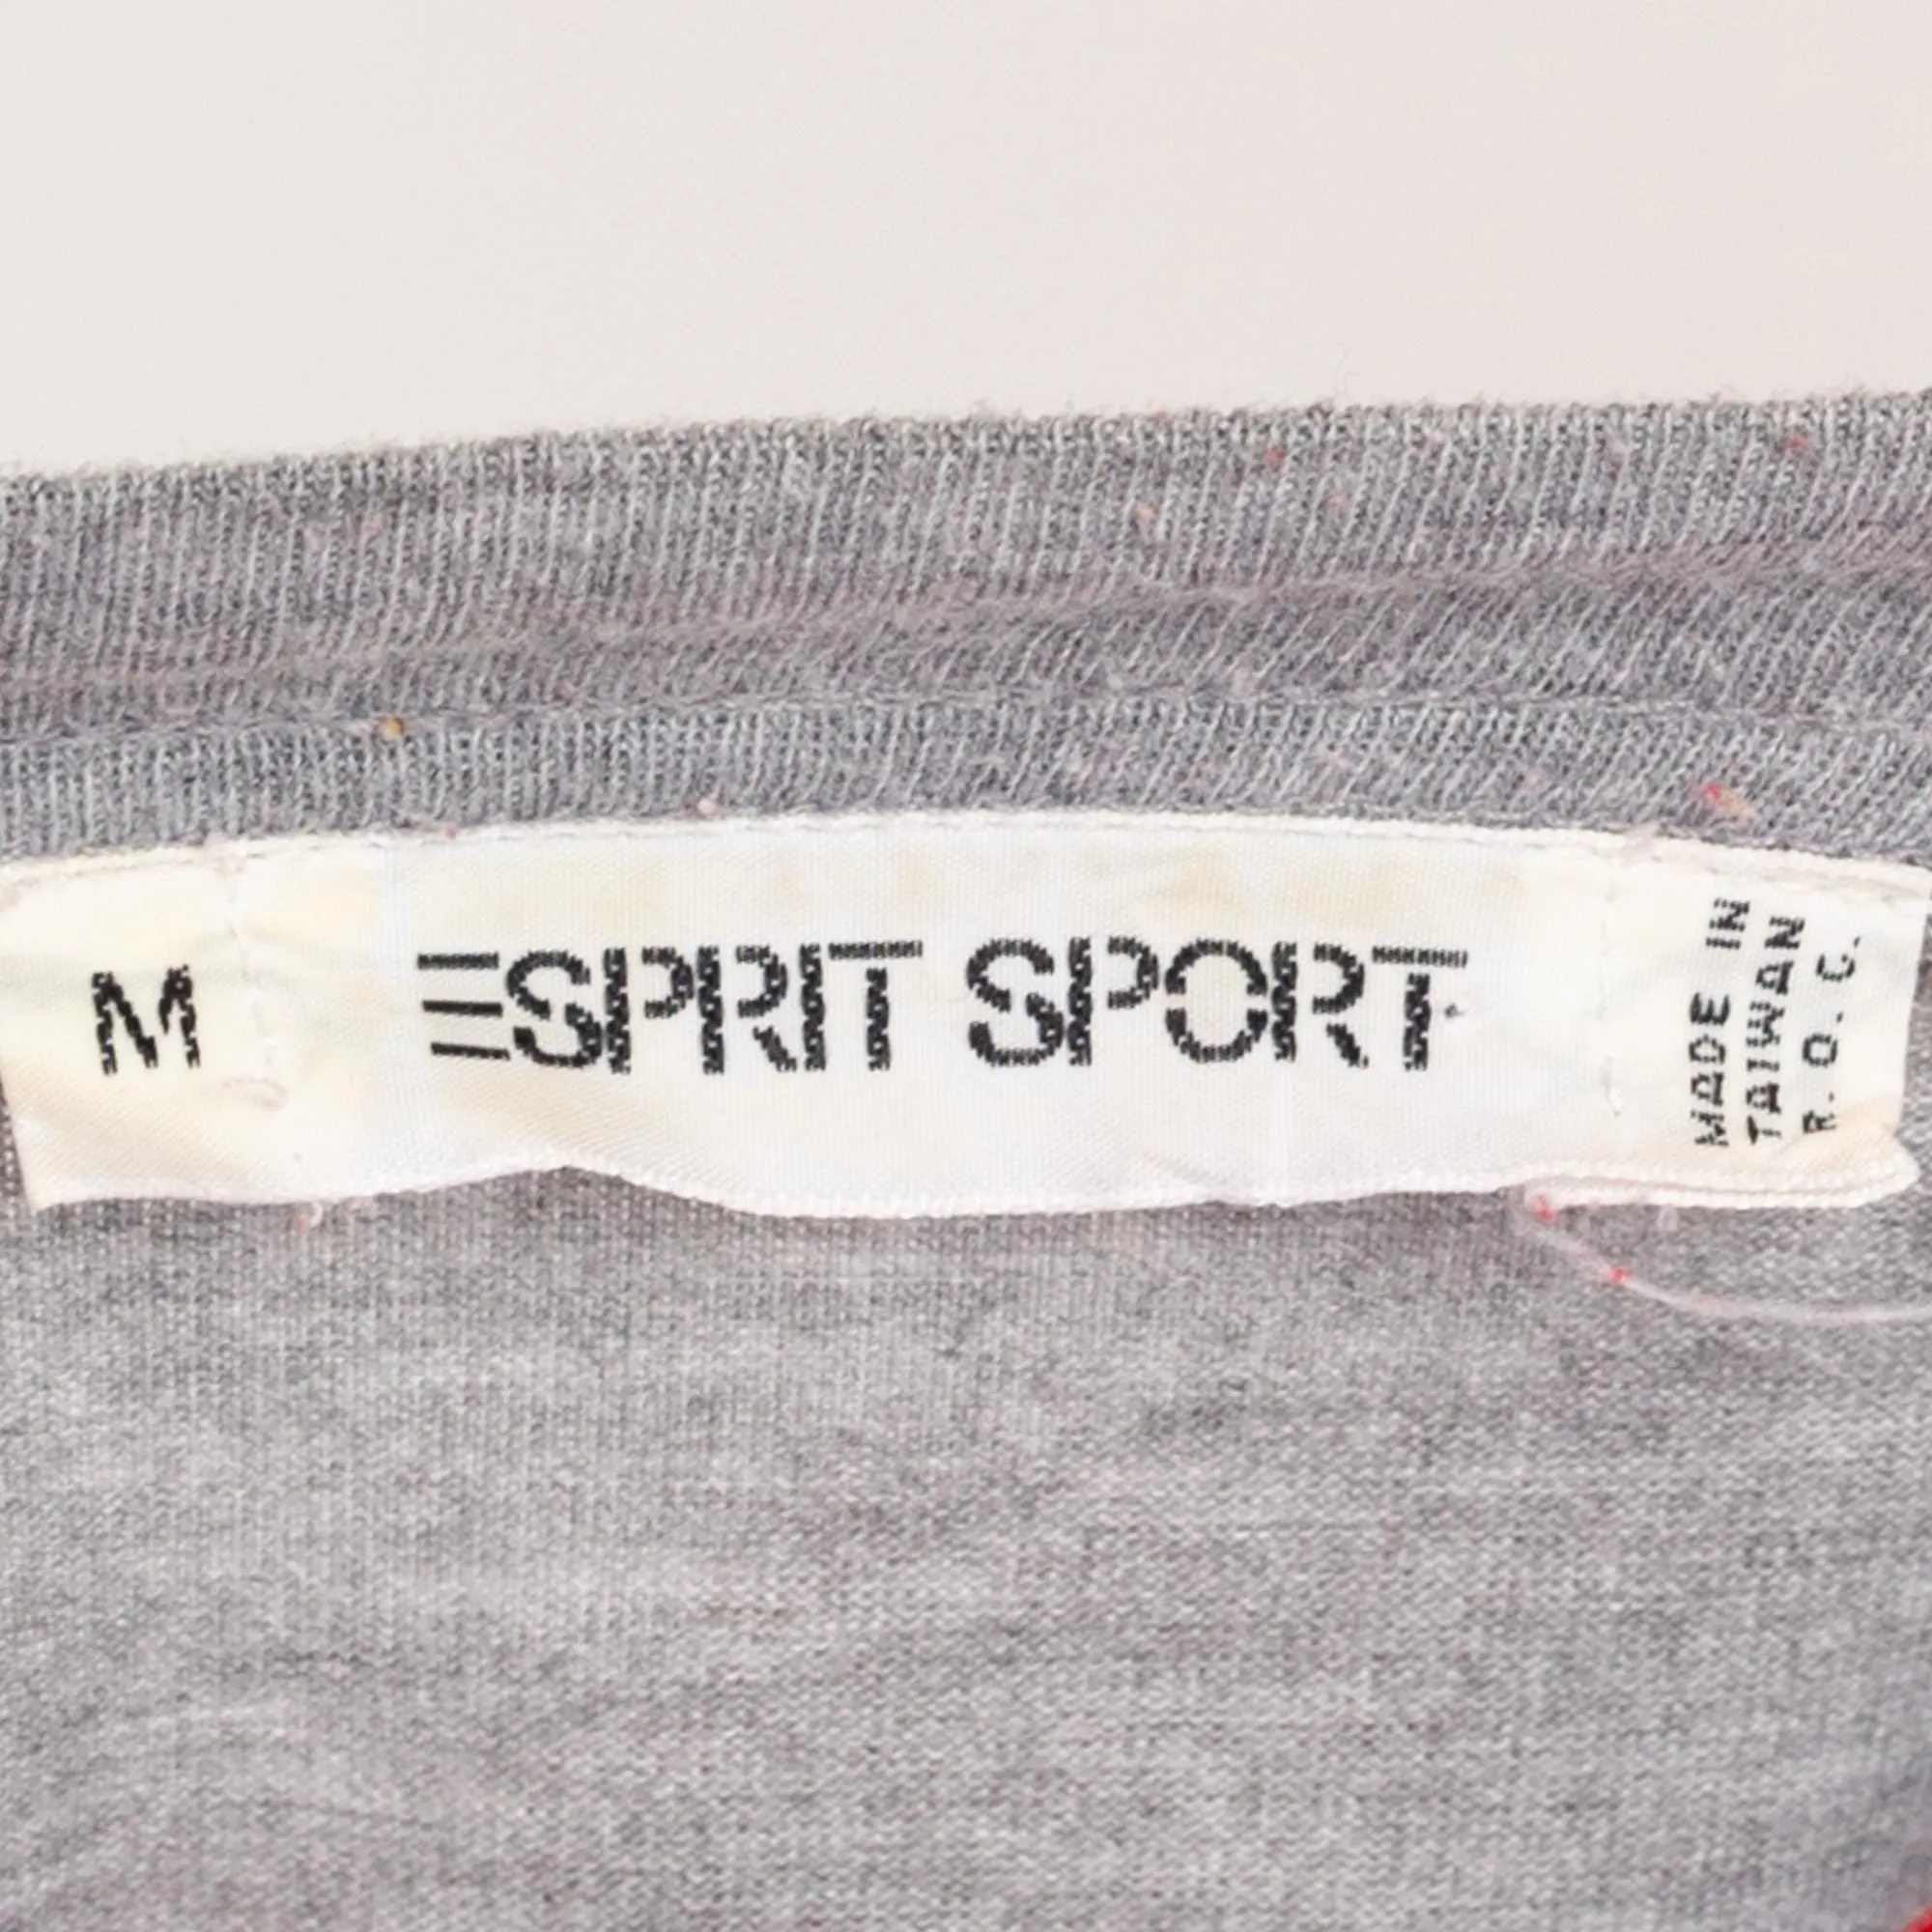 M
ESPRIT SPORT
MADE IN
TAIWAN
R. O. C.